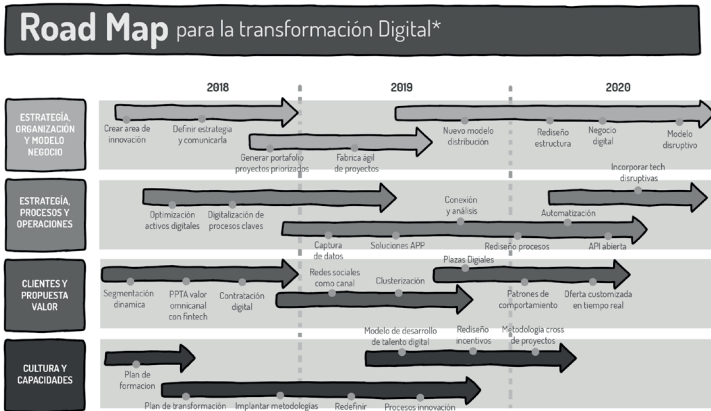 Road Map para la transformación Digital*
2018
2019
2020
ESTRATEGÍA,
ORGANIZACIÓN
Y MODELO
NEGOCIO
Crear area de
innovación
Definir estrategia
y comunicarla
Generar portafolio
proyectos priorizados
Fabrica ágil
de proyectos
Nuevo modelo
distribución
Rediseño
estructura
Negocio
digital
Modelo
disruptivo
ESTRATEGÍA,
PROCESOS Y
OPERACIONES
Optimización
activos digitales
Digitalización de
procesos claves
Captura
de datos
Soluciones APP
Conexión
y análisis
Rediseño procesos
Automatización
API abierta
Incorporar tech
disruptivas
CLIENTES Y
PROPUESTA
VALOR
Segmentación
dinamica
PPTA valor
omnicanal
con fintech
Contratación
digital
Redes sociales
como canal
Clusterización
Plazas Digiales
Patrones de
comportamiento
Oferta customizada
en tiempo real
CULTURA Y
CAPACIDADES
Plan de
formacion
Plan de transformación
Implantar metodologías
Redefinir
Procesos innovación
Modelo de desarrollo
de talento digital
Rediseño
incentivos
Metodología cross
de proyectos